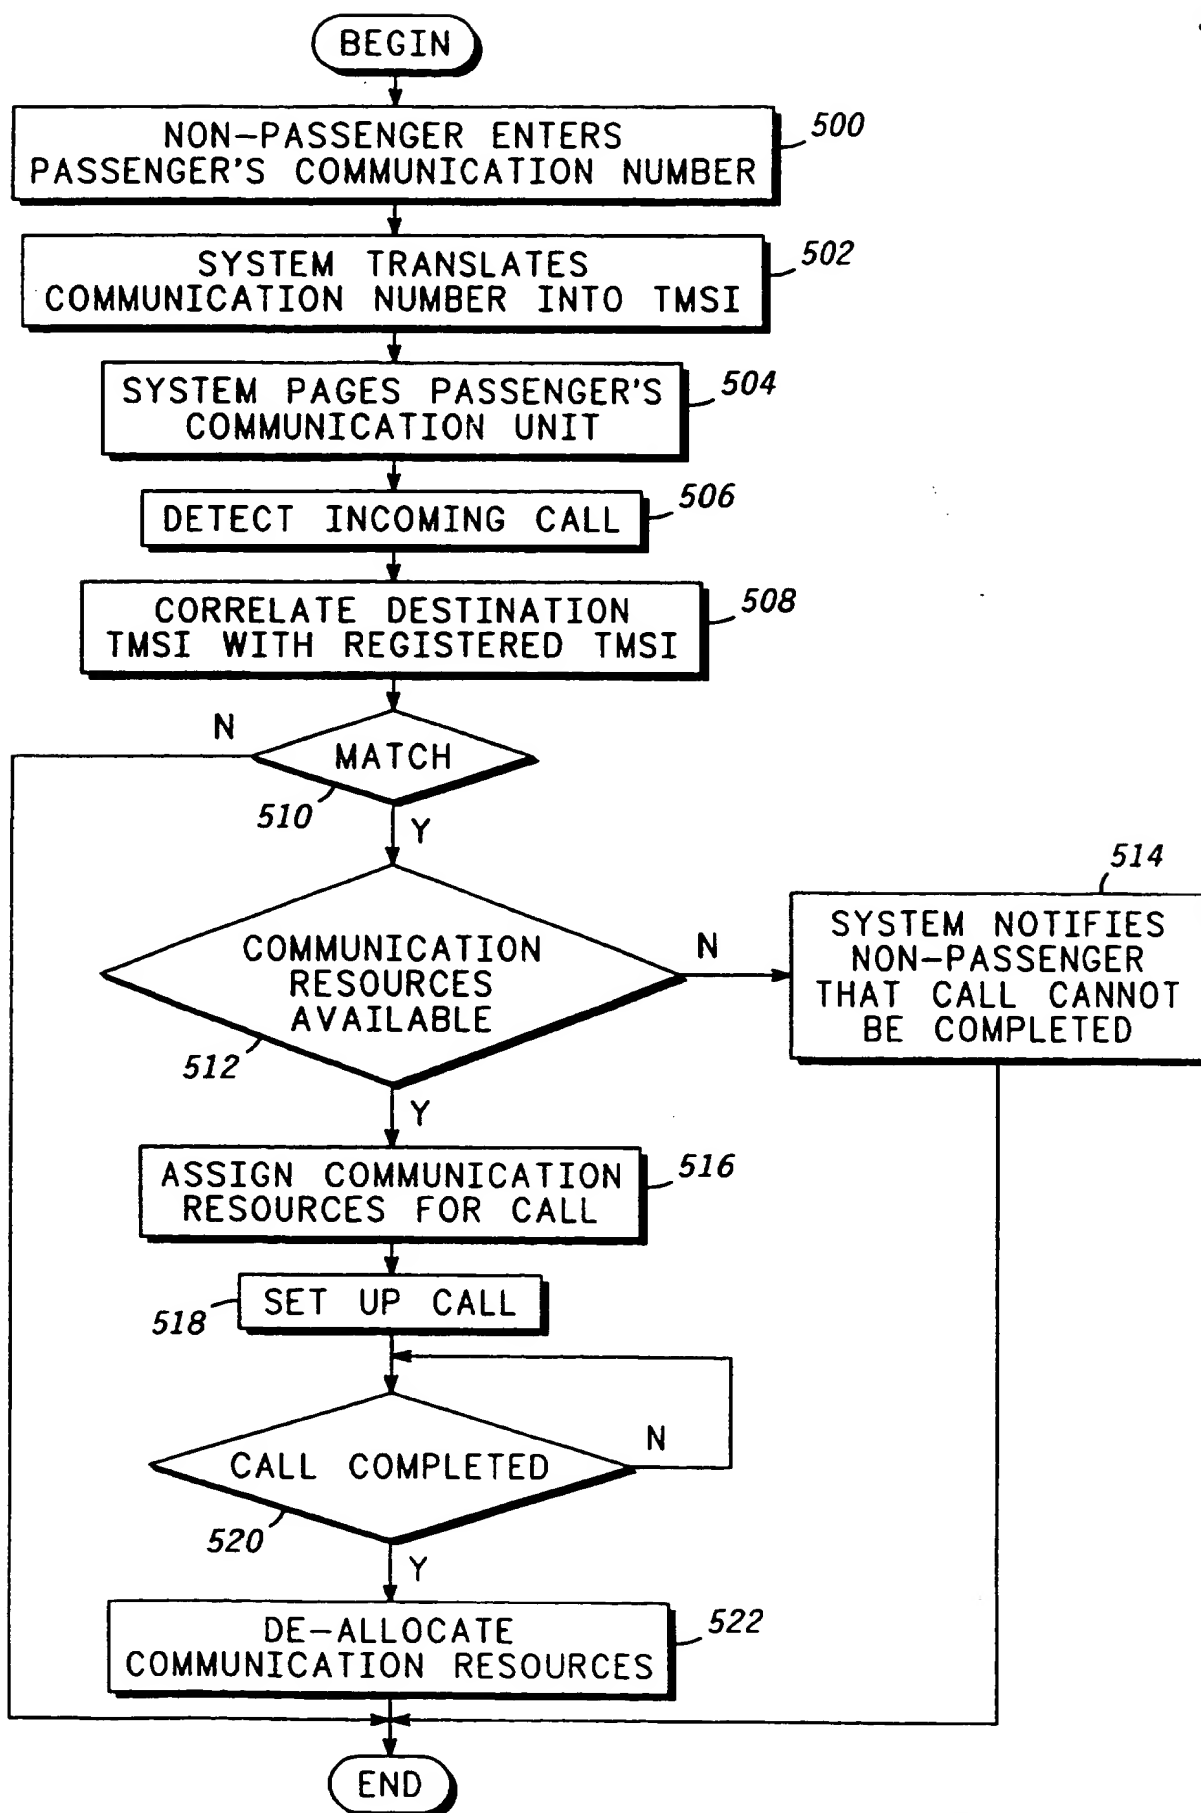 BEGIN
NON-PASSENGER ENTERS
PASSENGER'S COMMUNICATION NUMBER
500
SYSTEM TRANSLATES
COMMUNICATION NUMBER INTO TMSI
502
SYSTEM PAGES PASSENGER'S
COMMUNICATION UNIT
504
DETECT INCOMING CALL
506
CORRELATE DESTINATION
TMSI WITH REGISTERED TMSI
508
N
MATCH
510
Y
COMMUNICATION
RESOURCES
AVAILABLE
512
N
514
SYSTEM NOTIFIES
NON-PASSENGER
THAT CALL CANNOT
BE COMPLETED
Y
ASSIGN COMMUNICATION
RESOURCES FOR CALL
516
SET UP CALL
518
CALL COMPLETED
N
520
Y
DE-ALLOCATE
COMMUNICATION RESOURCES
522
END